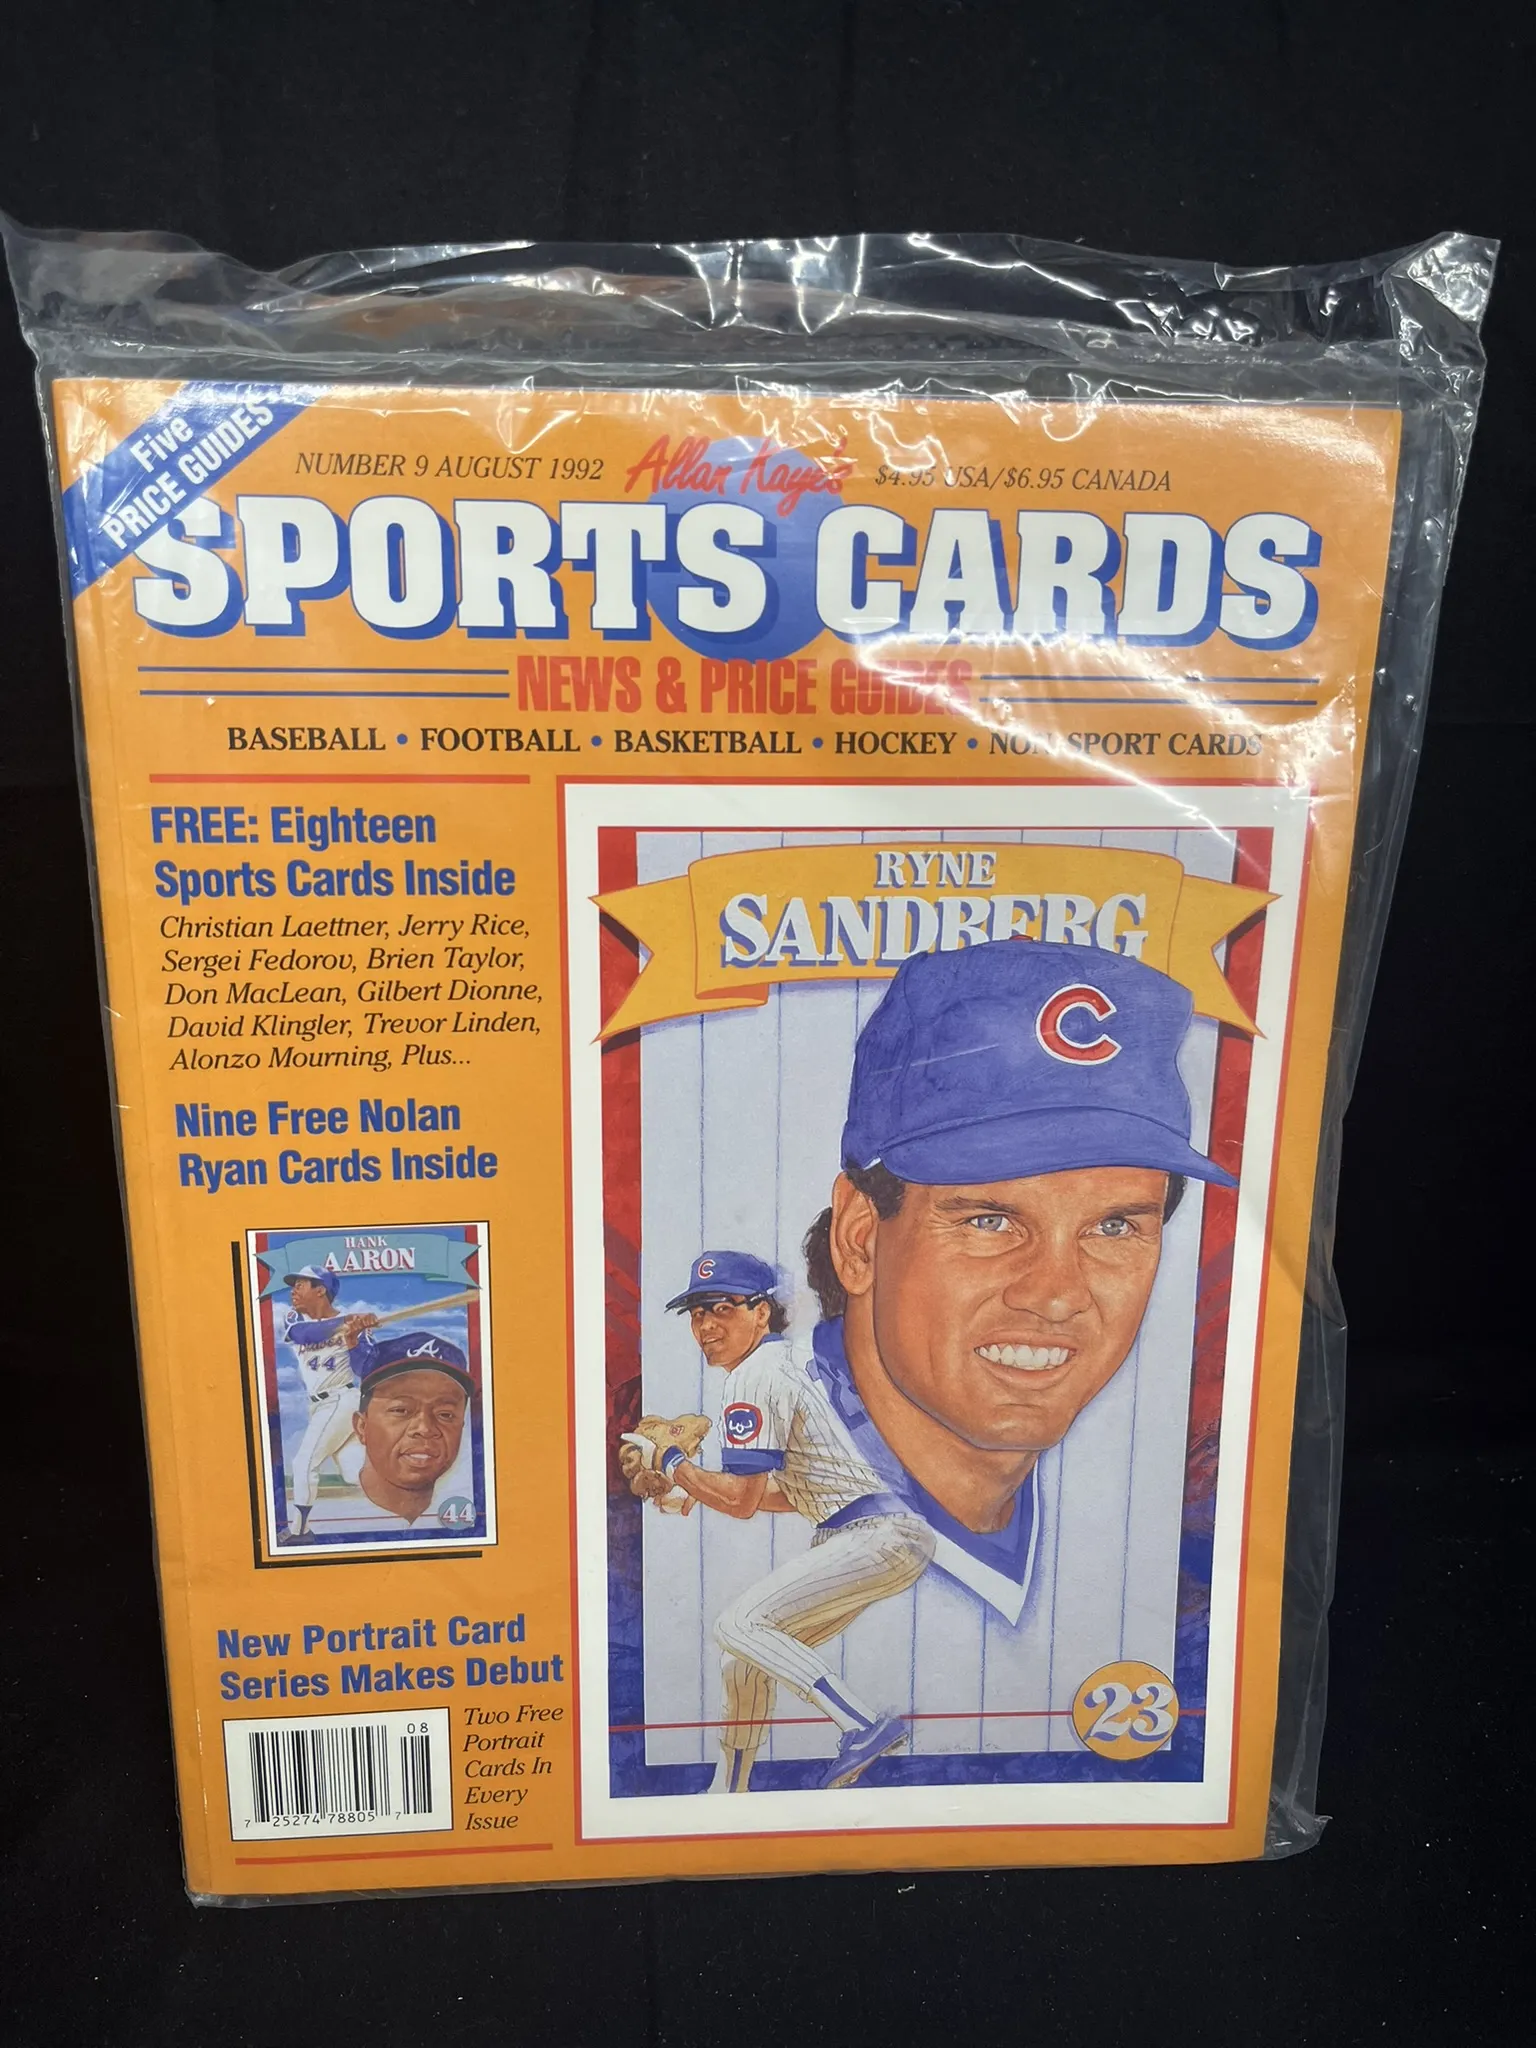 Five
PRICE GUIDES
NUMBER 9 AUGUST 1992
Allan Kaye's
$4.95 USA/$6.95 CANADA
SPORTS CARDS
NEWS & PRICE GUIDES
BASEBALL • FOOTBALL • BASKETBALL • HOCKEY • NON-SPORT CARDS
FREE: Eighteen
Sports Cards Inside
Christian Laettner, Jerry Rice,
Sergei Fedorov, Brien Taylor,
Don MacLean, Gilbert Dionne,
David Klingler, Trevor Linden,
Alonzo Mourning, Plus...
Nine Free Nolan
Ryan Cards Inside
HANK
AARON
A
Braves
44
44
New Portrait Card
Series Makes Debut
Two Free
Portrait
Cards In
Every
Issue
08
7 25274 78805 7
RYNE
SANDBERG
C
C
23